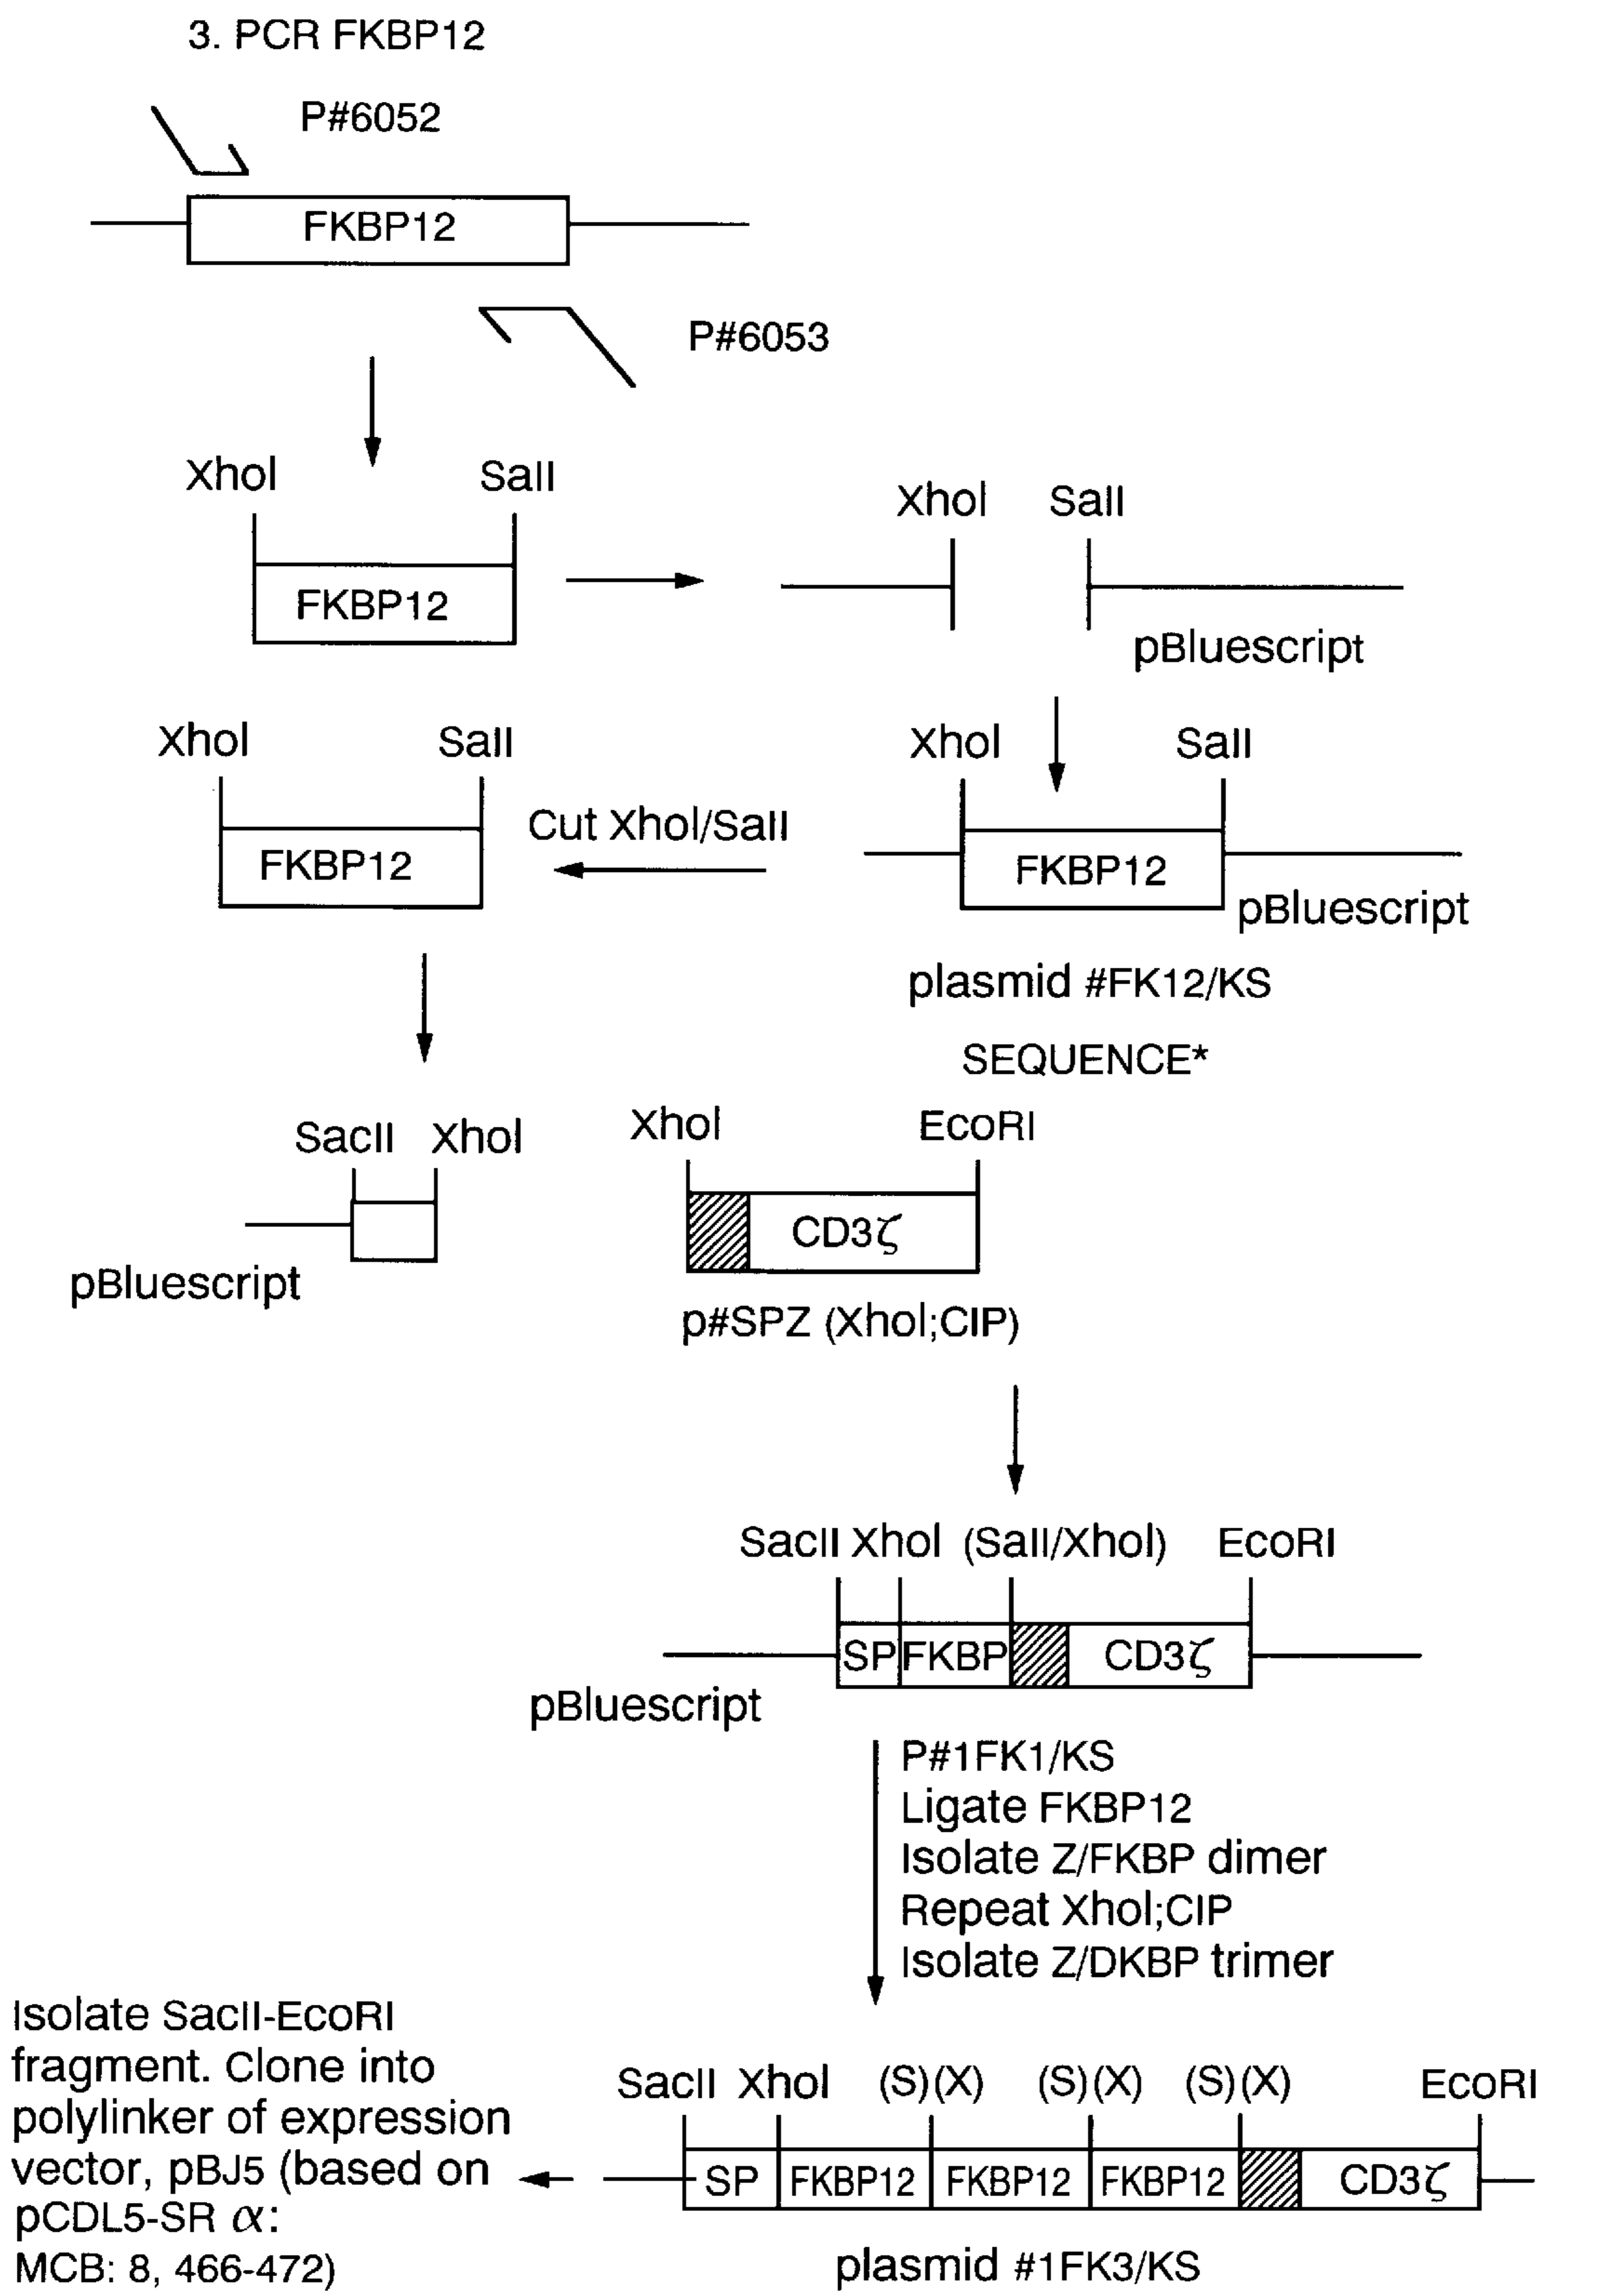 3. PCR FKBP12
P#6052
FKBP12
P#6053
XhoI SalI
FKBP12
XhoI SalI
pBluescript
XhoI SalI
FKBP12
Cut XhoI/SalI
XhoI SalI
FKBP12
pBluescript
plasmid #FK12/KS
SEQUENCE*
SacII XhoI
pBluescript
XhoI EcoRI
CD3ζ
p#SPZ (XhoI;CIP)
SacII XhoI (SalI/XhoI) EcoRI
SP FKBP CD3ζ
pBluescript
P#1FK1/KS
Ligate FKBP12
Isolate Z/FKBP dimer
Repeat XhoI;CIP
Isolate Z/DKBP trimer
Isolate SacII-EcoRI
fragment. Clone into
polylinker of expression
vector, pBJ5 (based on
pCDL5-SR α:
MCB: 8, 466-472)
SacII XhoI (S)(X) (S)(X) (S)(X) EcoRI
SP FKBP12 FKBP12 FKBP12 CD3ζ
plasmid #1FK3/KS